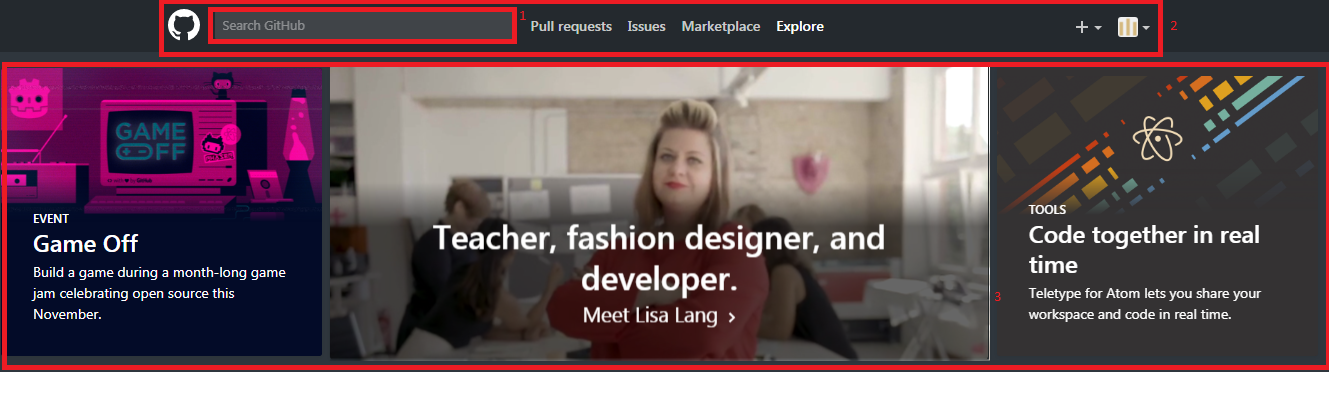 Search GitHub
1
Pull requests
Issues
Marketplace
Explore
2
GAME
OFF
EVENT
Game Off
Build a game during a month-long game
jam celebrating open source this
November.
Teacher, fashion designer, and
developer.
Meet Lisa Lang
3
TOOLS
Code together in real
time
Teletype for Atom lets you share your
workspace and code in real time.